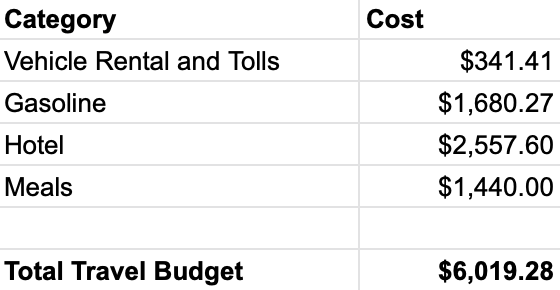 Category Cost
Vehicle Rental and Tolls $341.41
Gasoline $1,680.27
Hotel $2,557.60
Meals $1,440.00
Total Travel Budget $6,019.28